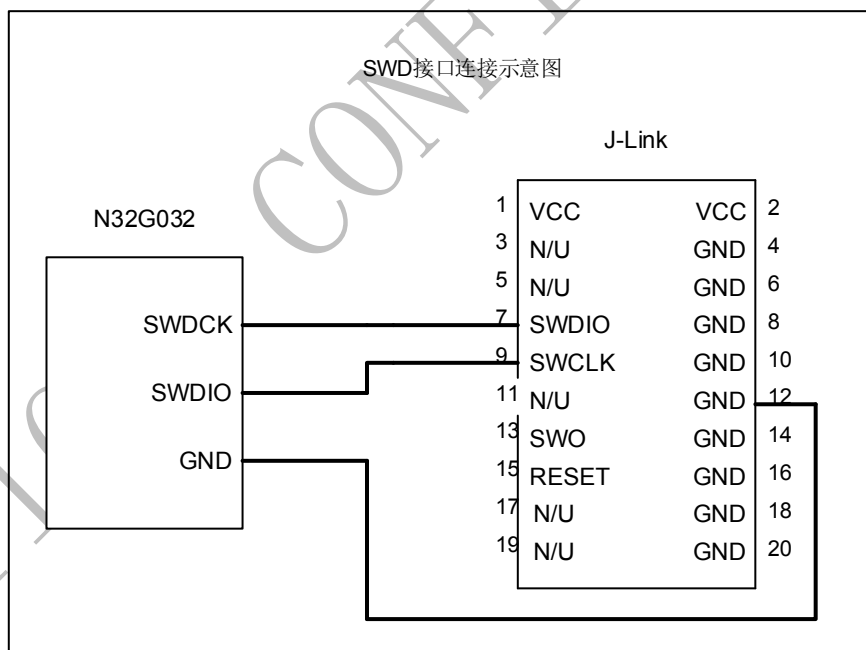 SWD接口连接示意图
J-Link
N32G032
1 VCC VCC 2
3 N/U GND 4
5 N/U GND 6
SWDCK 7 SWDIO GND 8
9 SWCLK GND 10
SWDIO 11 N/U GND 12
13 SWO GND 14
GND 15 RESET GND 16
17 N/U GND 18
19 N/U GND 20
CONF